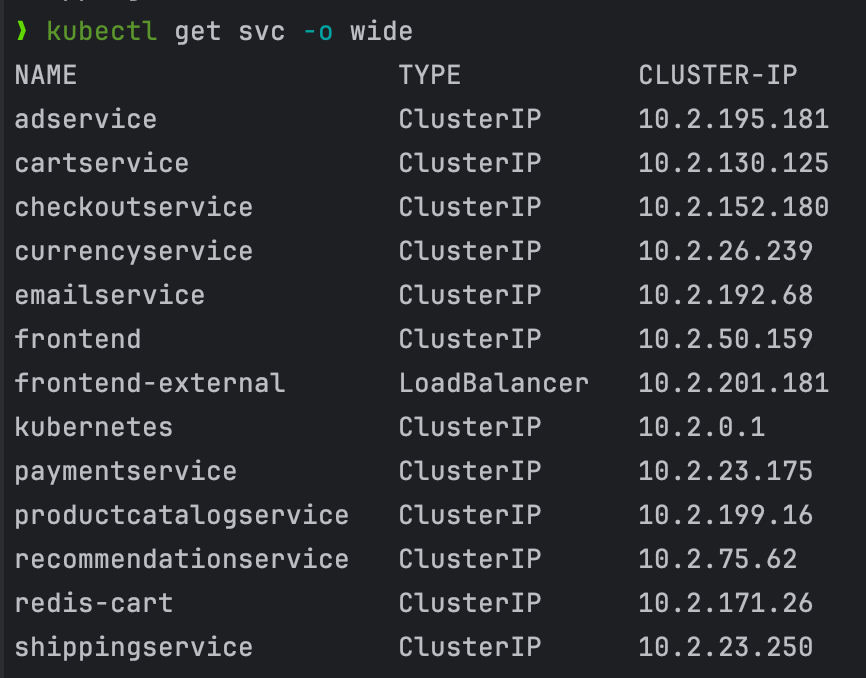 ❯ kubectl get svc -o wide
NAME TYPE CLUSTER-IP
adservice ClusterIP 10.2.195.181
cartservice ClusterIP 10.2.130.125
checkoutservice ClusterIP 10.2.152.180
currencyservice ClusterIP 10.2.26.239
emailservice ClusterIP 10.2.192.68
frontend ClusterIP 10.2.50.159
frontend-external LoadBalancer 10.2.201.181
kubernetes ClusterIP 10.2.0.1
paymentservice ClusterIP 10.2.23.175
productcatalogservice ClusterIP 10.2.199.16
recommendationservice ClusterIP 10.2.75.62
redis-cart ClusterIP 10.2.171.26
shippingservice ClusterIP 10.2.23.250